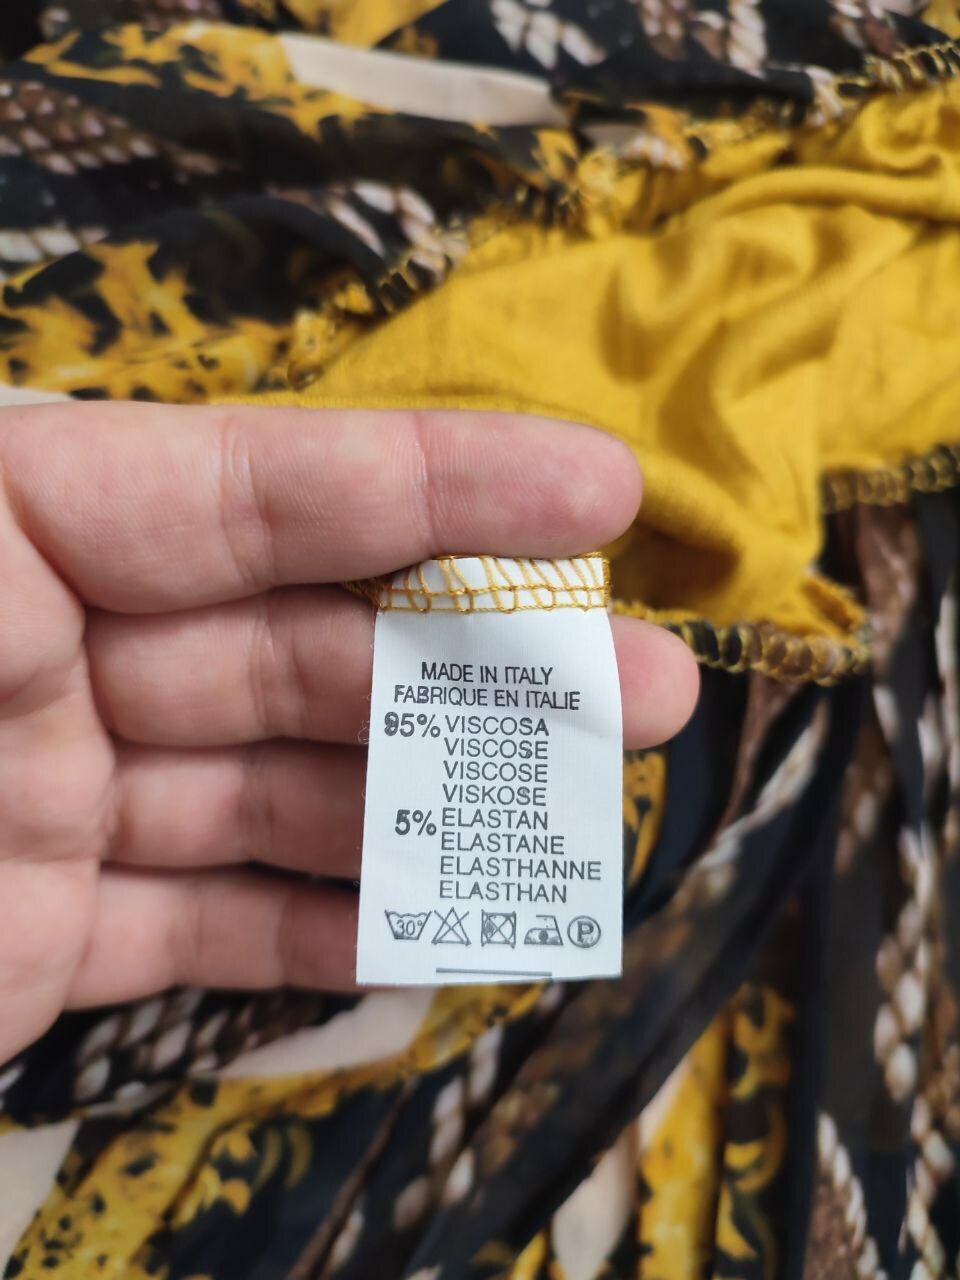 MADE IN ITALY
FABRIQUE EN ITALIE
95% VISCOSA
VISCOSE
VISCOSE
VISKOSE
5% ELASTAN
ELASTANE
ELASTHANNE
ELASTHAN
30° P